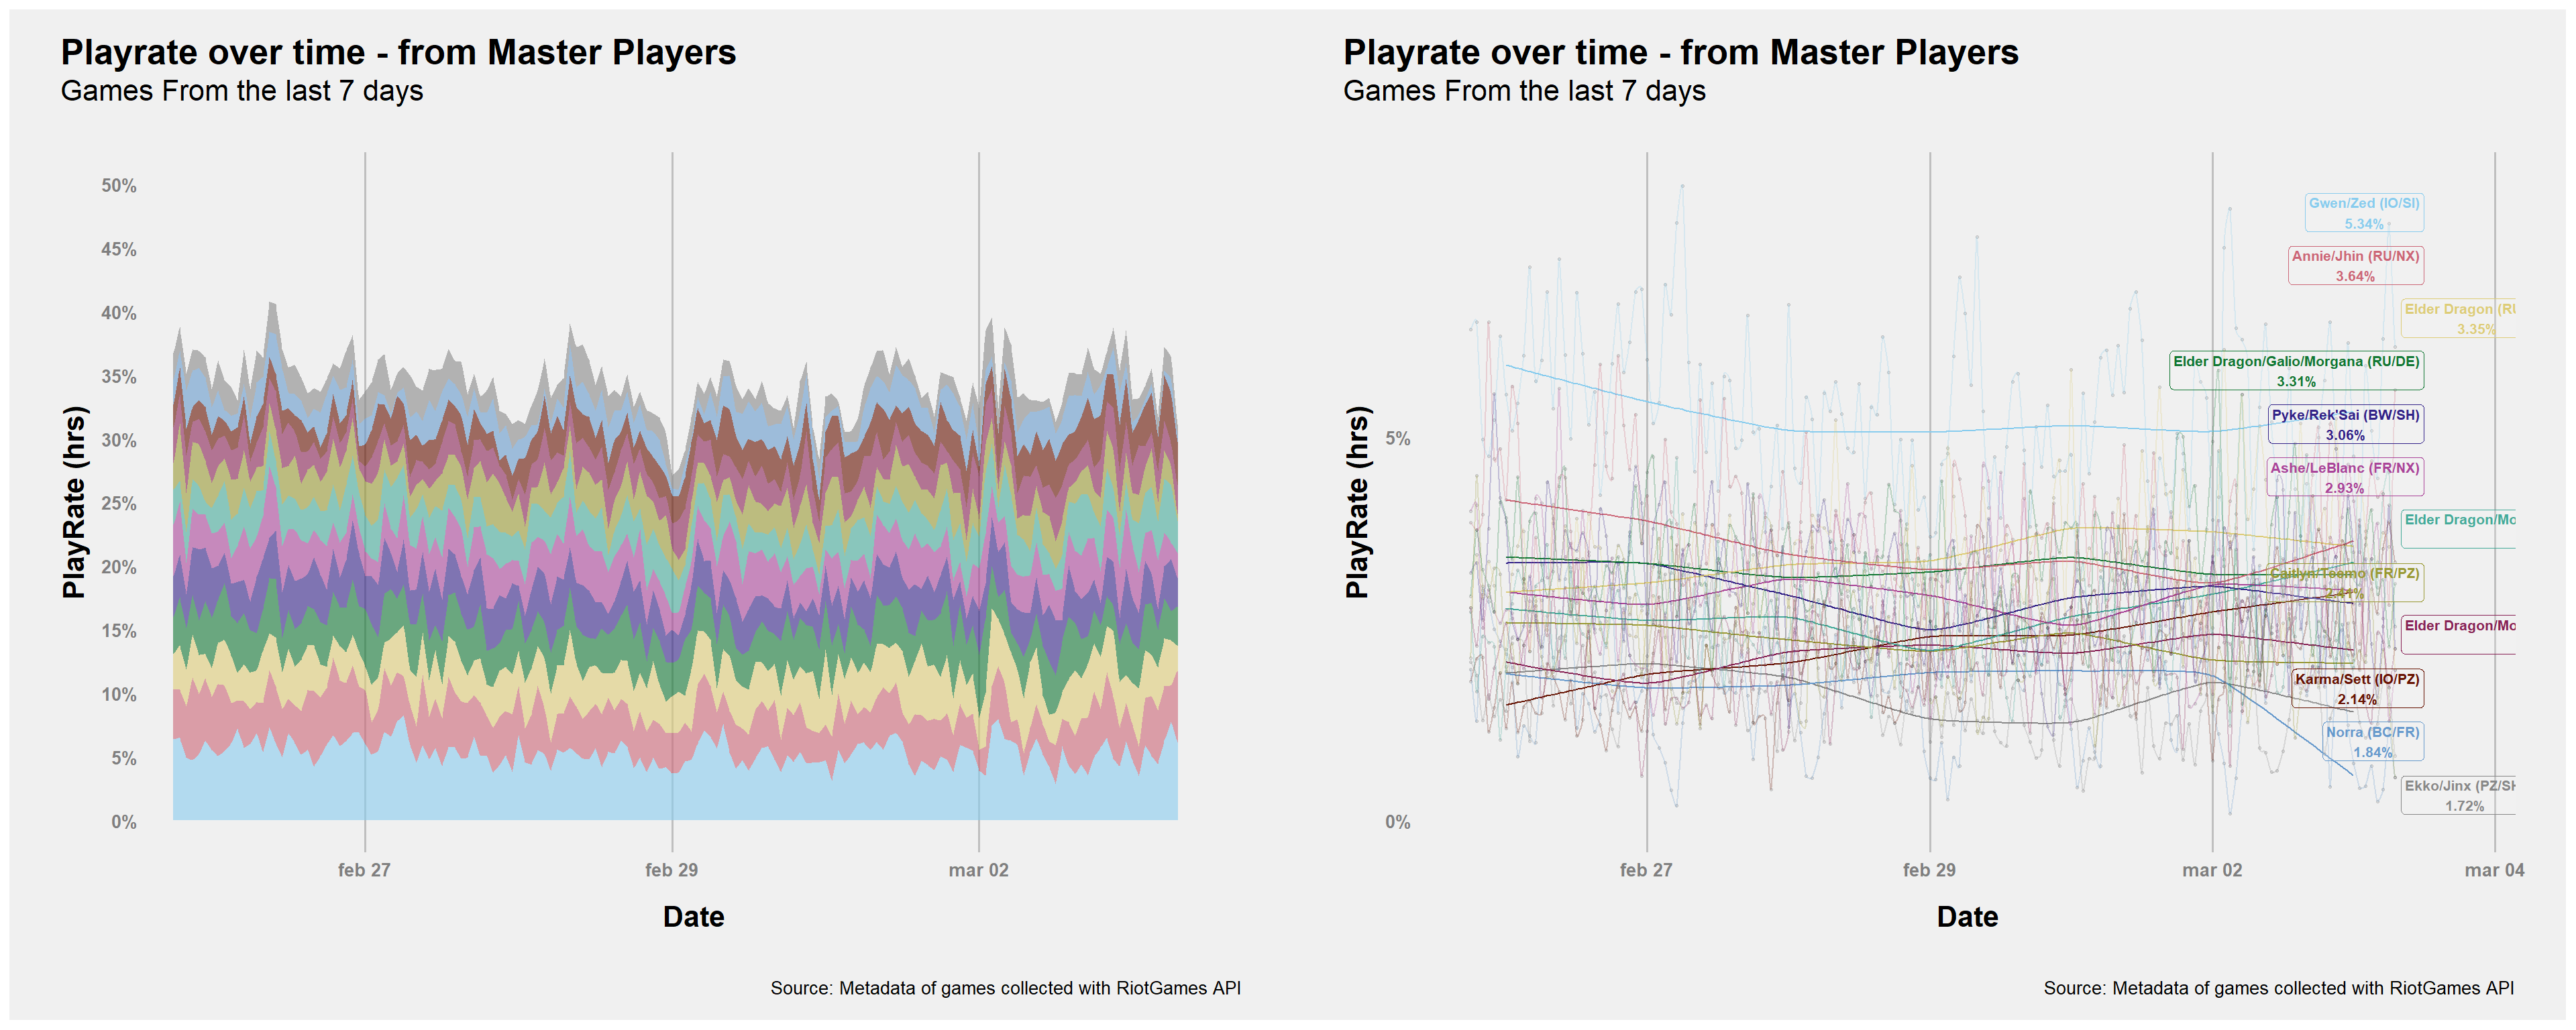 Playrate over time - from Master Players
Games From the last 7 days
PlayRate (hrs)
50%
45%
40%
35%
30%
25%
20%
15%
10%
5%
0%
feb 27
feb 29
mar 02
Date
Source: Metadata of games collected with RiotGames API
Playrate over time - from Master Players
Games From the last 7 days
PlayRate (hrs)
5%
0%
Gwen/Zed (IO/SI)
5.34%
Annie/Jhin (RU/NX)
3.64%
Elder Dragon (RU
3.35%
Elder Dragon/Galio/Morgana (RU/DE)
3.31%
Pyke/Rek'Sai (BW/SH)
3.06%
Ashe/LeBlanc (FR/NX)
2.93%
Elder Dragon/Mo
Caitlyn/Teemo (FR/PZ)
2.44%
Elder Dragon/Mo
Karma/Sett (IO/PZ)
2.14%
Norra (BC/FR)
1.84%
Ekko/Jinx (PZ/SH
1.72%
feb 27
feb 29
mar 02
mar 04
Date
Source: Metadata of games collected with RiotGames API